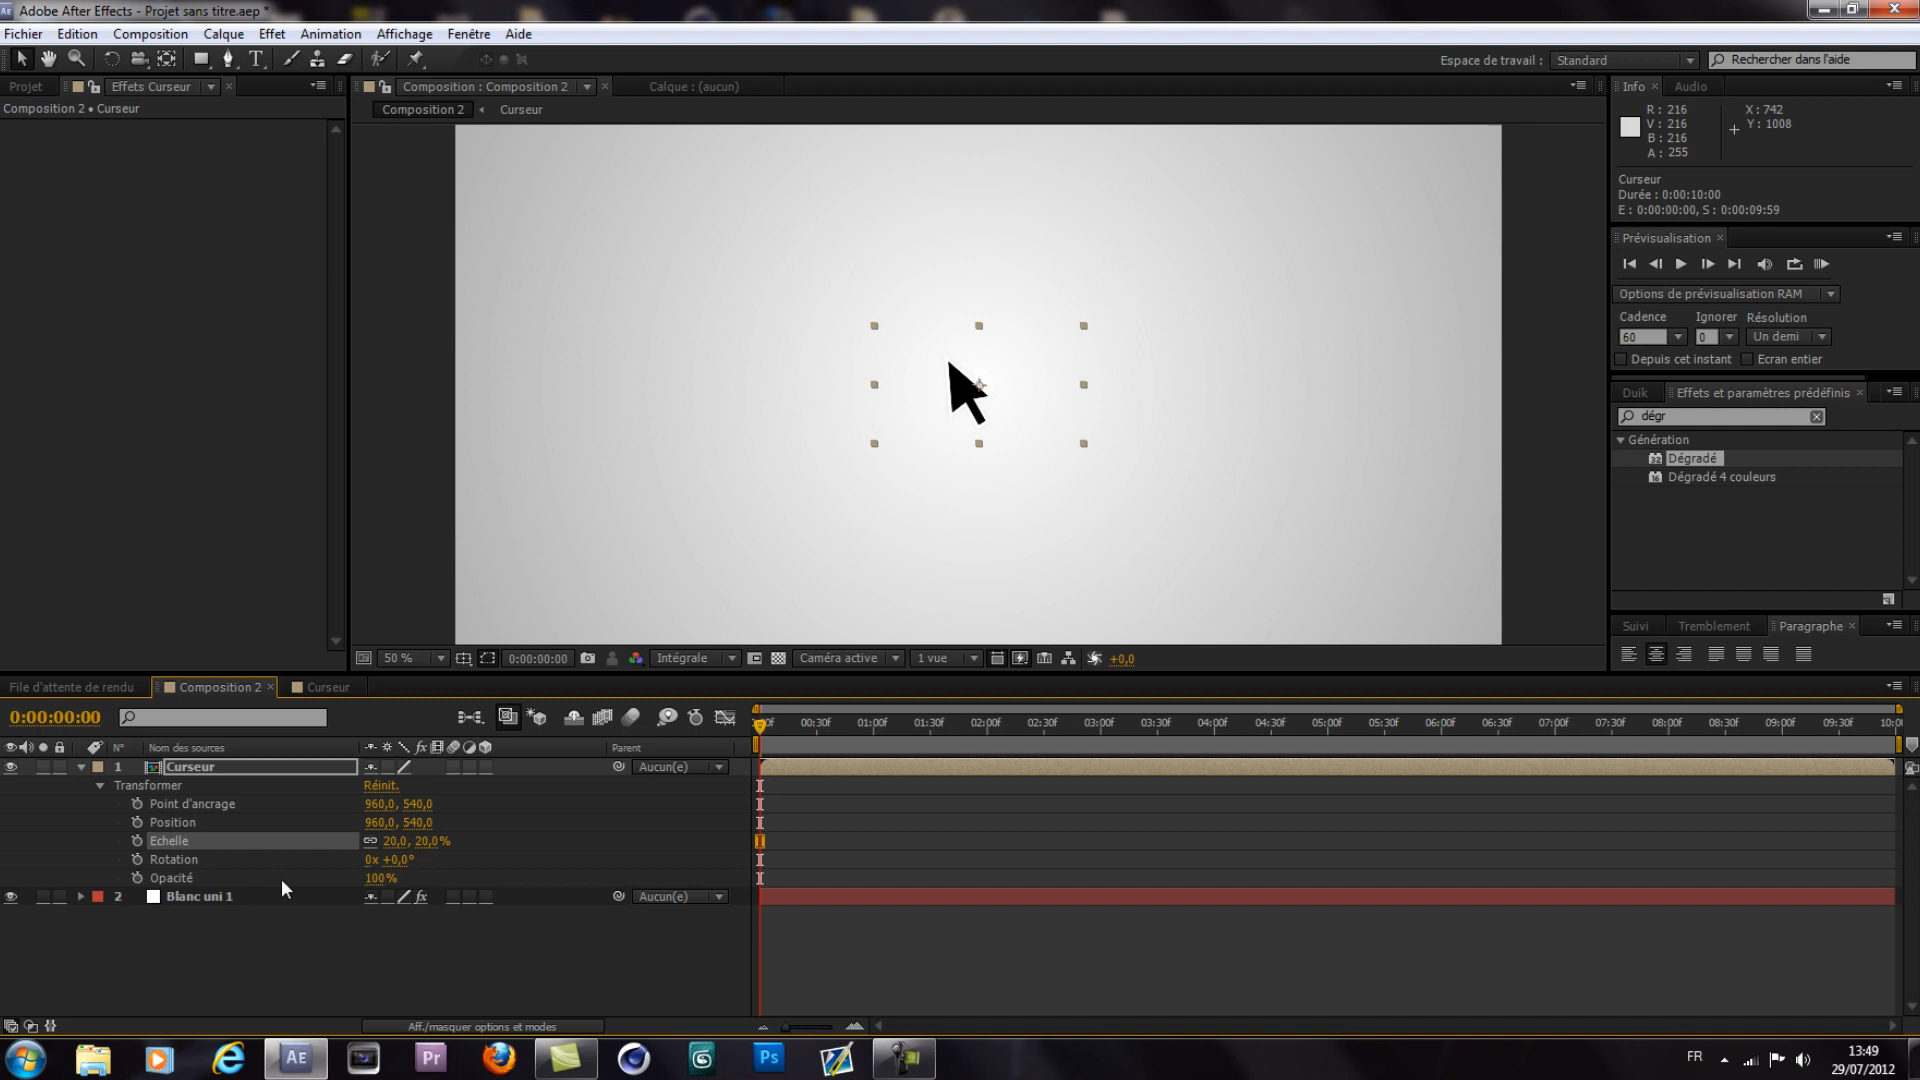 Adobe After Effects - Projet sans titre.aep *
Fichier Edition Composition Calque Effet Animation Affichage Fenêtre Aide
Espace de travail : Standard Rechercher dans l'aide
Projet Effets Curseur Composition : Composition 2 Calque : (aucun) Info Audio
Composition 2 • Curseur
Composition 2 Curseur
R : 216 X : 742
V : 216 Y : 1008
B : 216
A : 255
Curseur
Durée : 0:00:10:00
E : 0:00:00:00, S : 0:00:09:59
Prévisualisation
Options de prévisualisation RAM
Cadence Ignorer Résolution
60 0 Un demi
Depuis cet instant Ecran entier
Duik Effets et paramètres prédéfinis
dégr
Génération
32 Dégradé
16 Dégradé 4 couleurs
Suivi Tremblement Paragraphe
50 % 0:00:00:00 Intégrale Caméra active 1 vue +0,0
File d'attente de rendu Composition 2 Curseur
0:00:00:00
00f 00:30f 01:00f 01:30f 02:00f 02:30f 03:00f 03:30f 04:00f 04:30f 05:00f 05:30f 06:00f 06:30f 07:00f 07:30f 08:00f 08:30f 09:00f 09:30f 10:0
N° Nom des sources fx Parent
1 Curseur Aucun(e)
Transformer Réinit.
Point d'ancrage 960,0, 540,0
Position 960,0, 540,0
Echelle 20,0, 20,0%
Rotation 0x +0,0°
Opacité 100%
2 Blanc uni 1 fx Aucun(e)
Aff./masquer options et modes
AE Pr Ps FR 13:49
29/07/2012